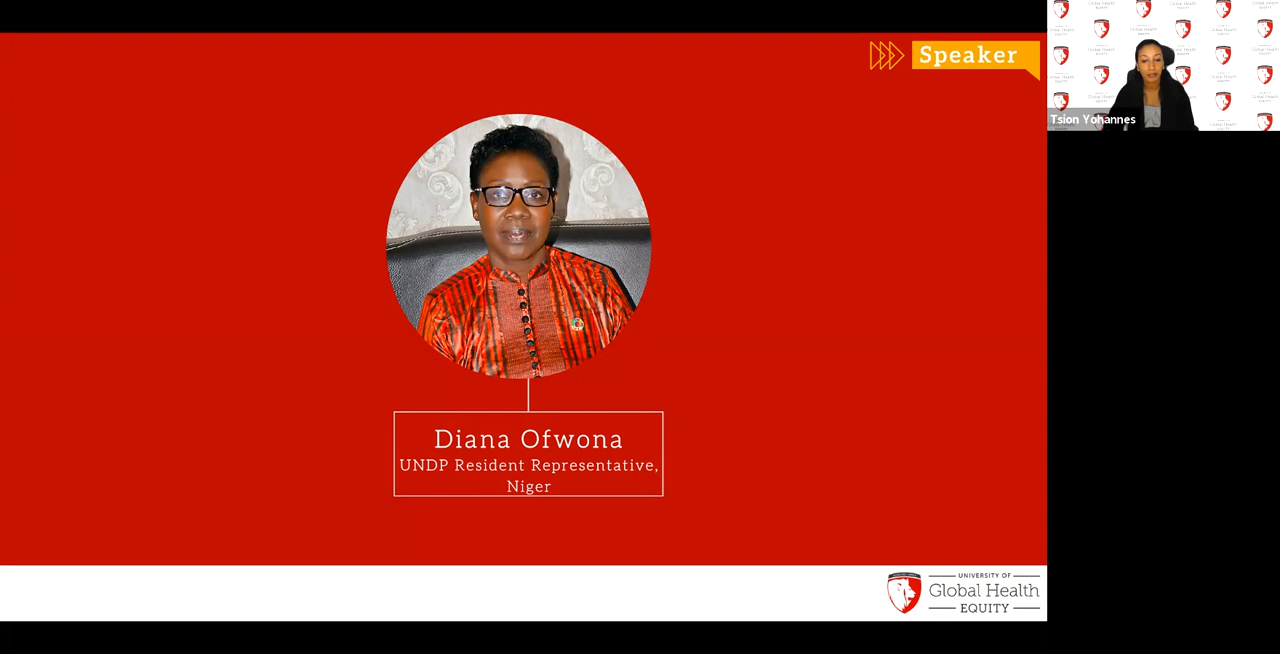 Speaker
Tsion Yohannes
Diana Ofwona
UNDP Resident Representative,
Niger
UNIVERSITY OF
Global Health
EQUITY